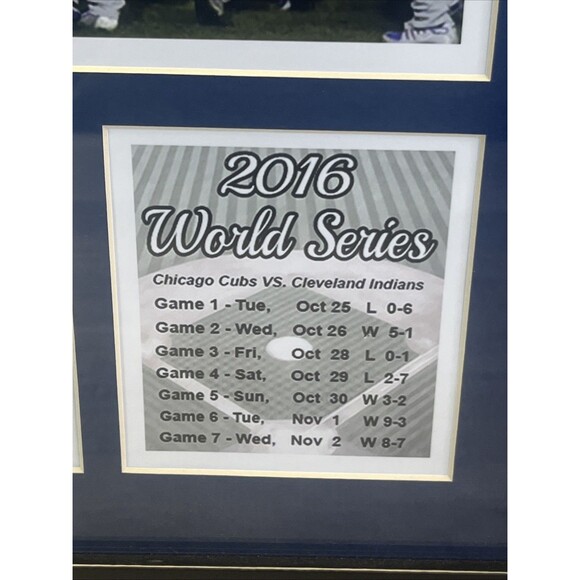 2016
World Series
Chicago Cubs VS. Cleveland Indians
Game 1 - Tue, Oct 25 L 0-6
Game 2 - Wed, Oct 26 W 5-1
Game 3 - Fri, Oct 28 L 0-1
Game 4 - Sat, Oct 29 L 2-7
Game 5 - Sun, Oct 30 W 3-2
Game 6 - Tue, Nov 1 W 9-3
Game 7 - Wed, Nov 2 W 8-7